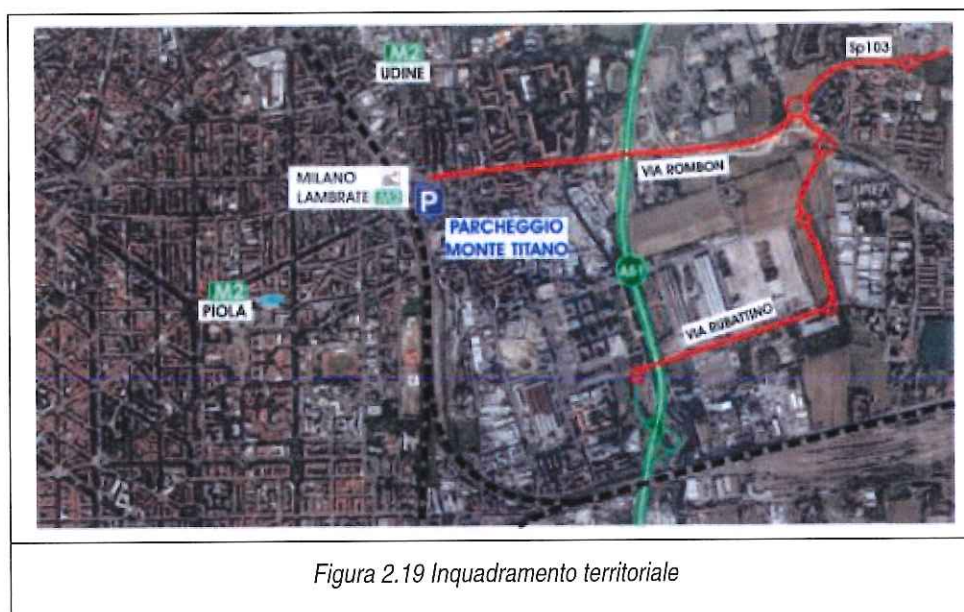 M2
UDINE
Sp103
MILANO
LAMBRATE M2
VIA ROMBON
P
PARCHEGGIO
MONTE TITANO
A51
M2
PIOLA
VIA RUBATTINO
Figura 2.19 Inquadramento territoriale